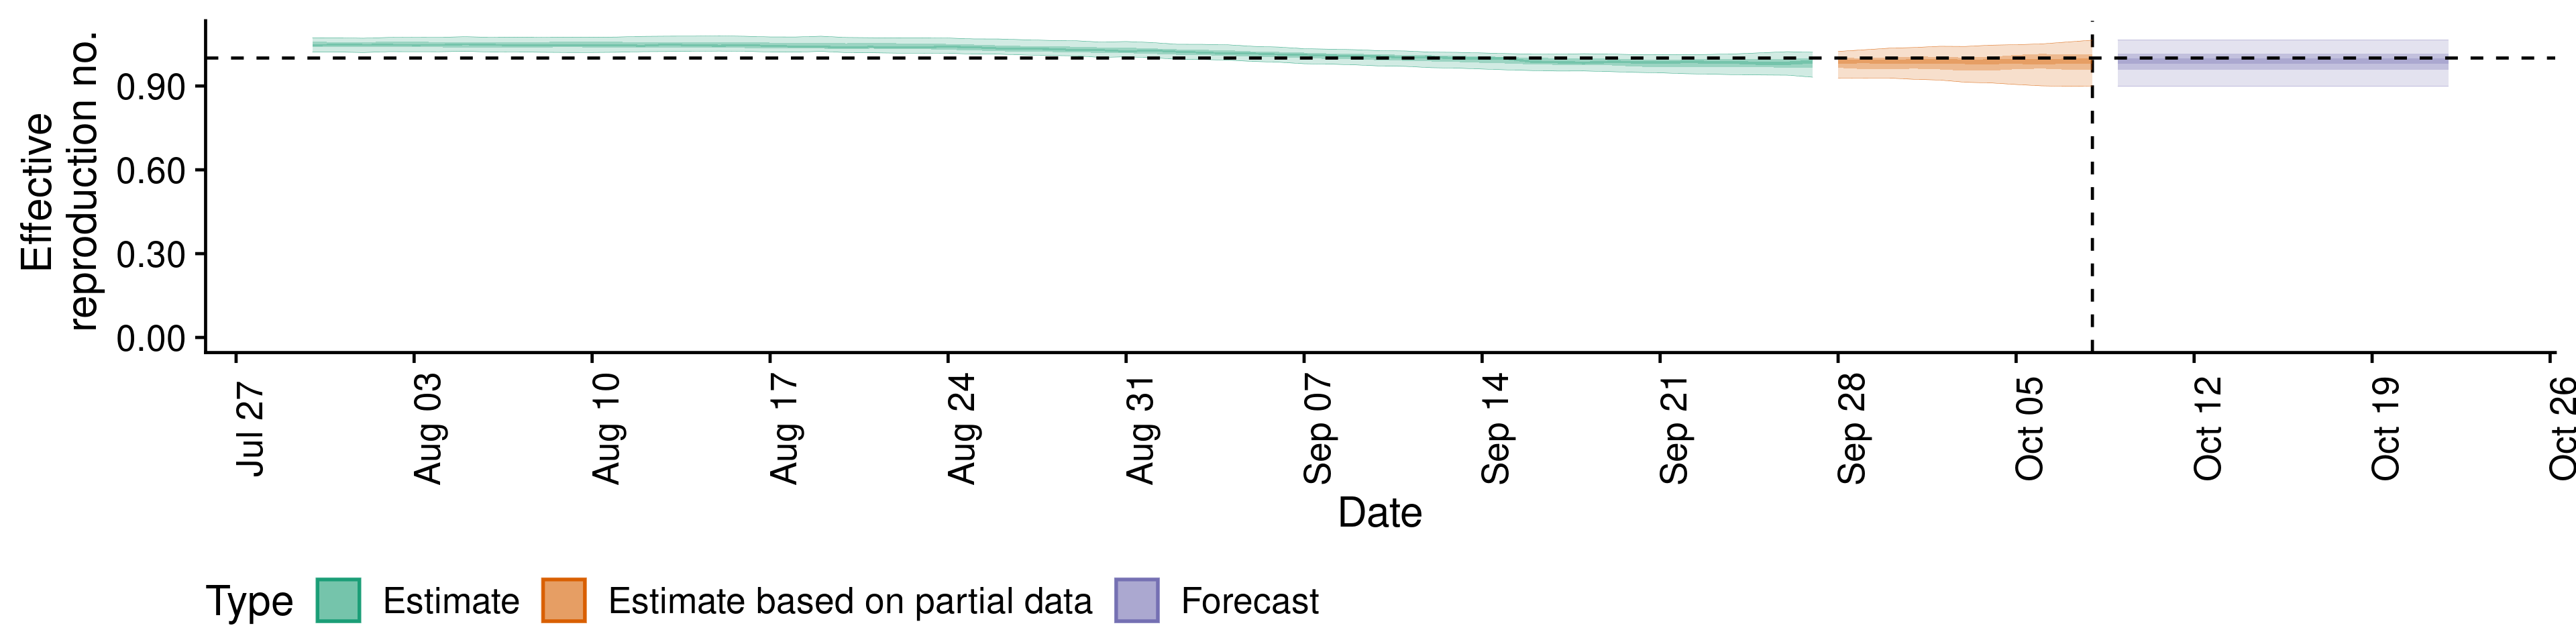 Effective
reproduction no.
0.90
0.60
0.30
0.00
Jul 27
Aug 03
Aug 10
Aug 17
Aug 24
Aug 31
Sep 07
Sep 14
Sep 21
Sep 28
Oct 05
Oct 12
Oct 19
Oct 26
Date
Type Estimate Estimate based on partial data Forecast